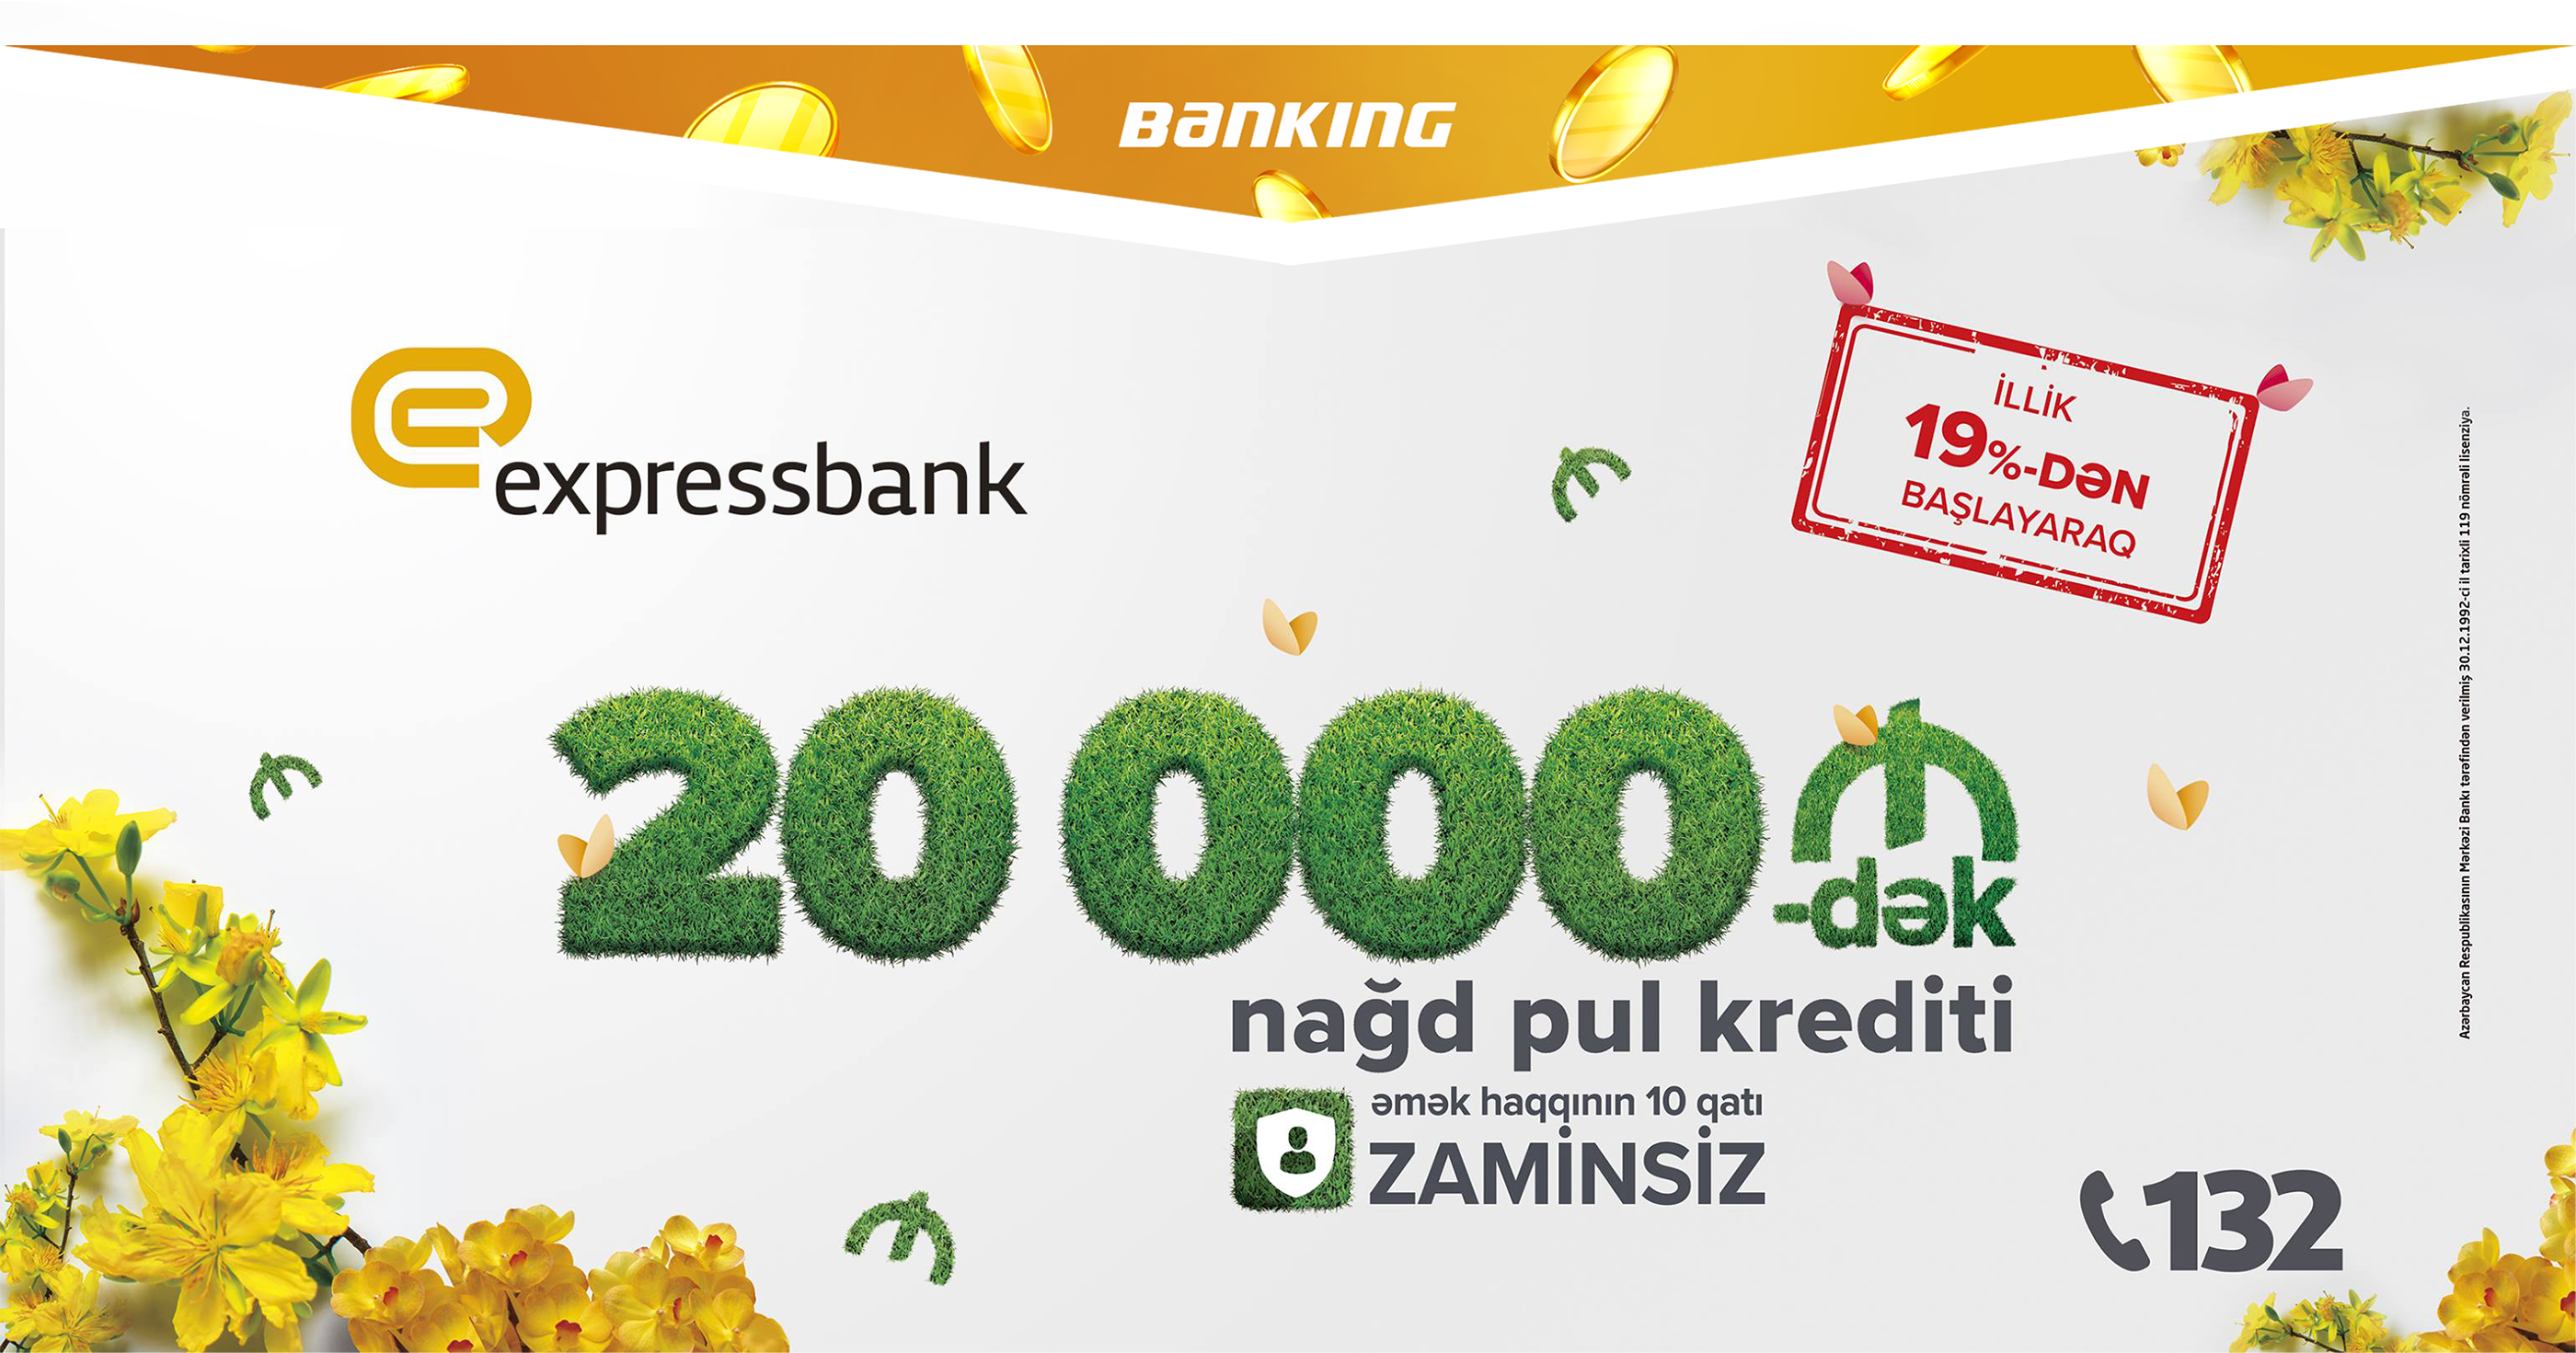 BANKING
expressbank
İLLİK
19%-DƏN
BAŞLAYARAQ
20 000 ₼
-dək
nağd pul krediti
əmək haqqının 10 qatı
ZAMİNSİZ
132
Azərbaycan Respublikasının Mərkəzi Bankı tərəfindən verilmiş 30.12.1992-ci il tarixli 119 nömrəli lisenziya.